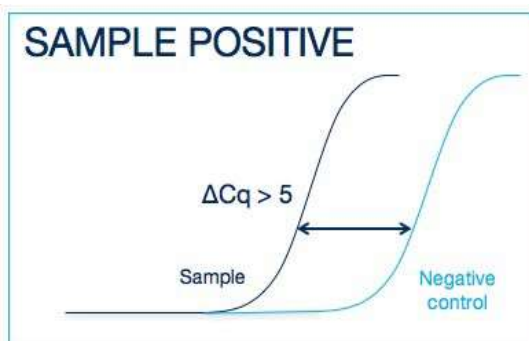 SAMPLE POSITIVE
ΔCq > 5
Sample
Negative
control